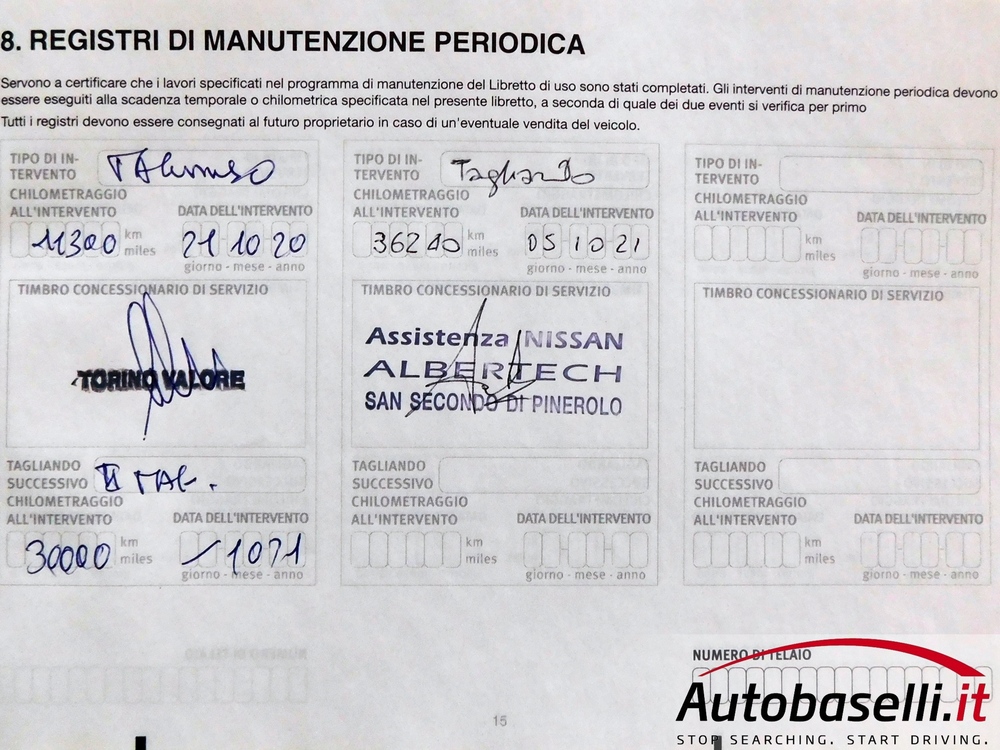 8. REGISTRI DI MANUTENZIONE PERIODICA
Servono a certificare che i lavori specificati nel programma di manutenzione del Libretto di uso sono stati completati. Gli interventi di manutenzione periodica devono
essere eseguiti alla scadenza temporale o chilometrica specificata nel presente libretto, a seconda di quale dei due eventi si verifica per primo
Tutti i registri devono essere consegnati al futuro proprietario in caso di un'eventuale vendita del veicolo.
TIPO DI IN-
TERVENTO
CHILOMETRAGGIO
ALL'INTERVENTO DATA DELL'INTERVENTO
11300 km miles 21 10 20
giorno - mese - anno
TIMBRO CONCESSIONARIO DI SERVIZIO
TORINO VALORE
TAGLIANDO
SUCCESSIVO II TAG.
CHILOMETRAGGIO
ALL'INTERVENTO DATA DELL'INTERVENTO
30000 km miles / 10 21
giorno - mese - anno
TIPO DI IN-
TERVENTO Tagliando
CHILOMETRAGGIO
ALL'INTERVENTO DATA DELL'INTERVENTO
km miles 05 10 21
giorno - mese - anno
TIMBRO CONCESSIONARIO DI SERVIZIO
Assistenza NISSAN
ALBERTECH
SAN SECONDO DI PINEROLO
TAGLIANDO
SUCCESSIVO
CHILOMETRAGGIO
ALL'INTERVENTO DATA DELL'INTERVENTO
km miles
giorno - mese - anno
TIPO DI IN-
TERVENTO
CHILOMETRAGGIO
ALL'INTERVENTO DATA DELL'INTERVENTO
km miles
giorno - mese - anno
TIMBRO CONCESSIONARIO DI SERVIZIO
TAGLIANDO
SUCCESSIVO
CHILOMETRAGGIO
ALL'INTERVENTO DATA DELL'INTERVENTO
km miles
giorno - mese - anno
NUMERO DI TELAIO
15
Autobaselli.it
STOP SEARCHING. START DRIVING.